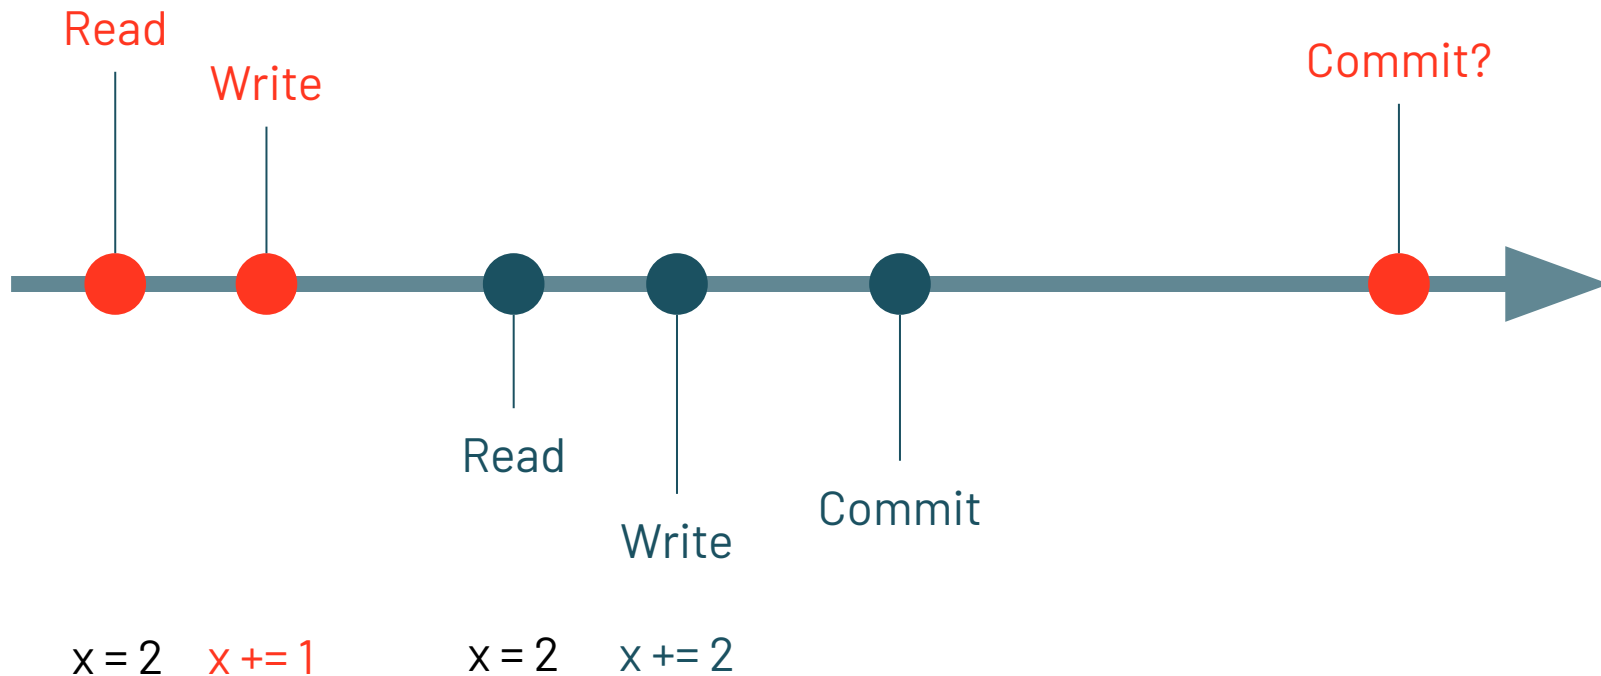 Read
Write
Commit?
Read
Write
Commit
x = 2
x += 1
x = 2
x += 2